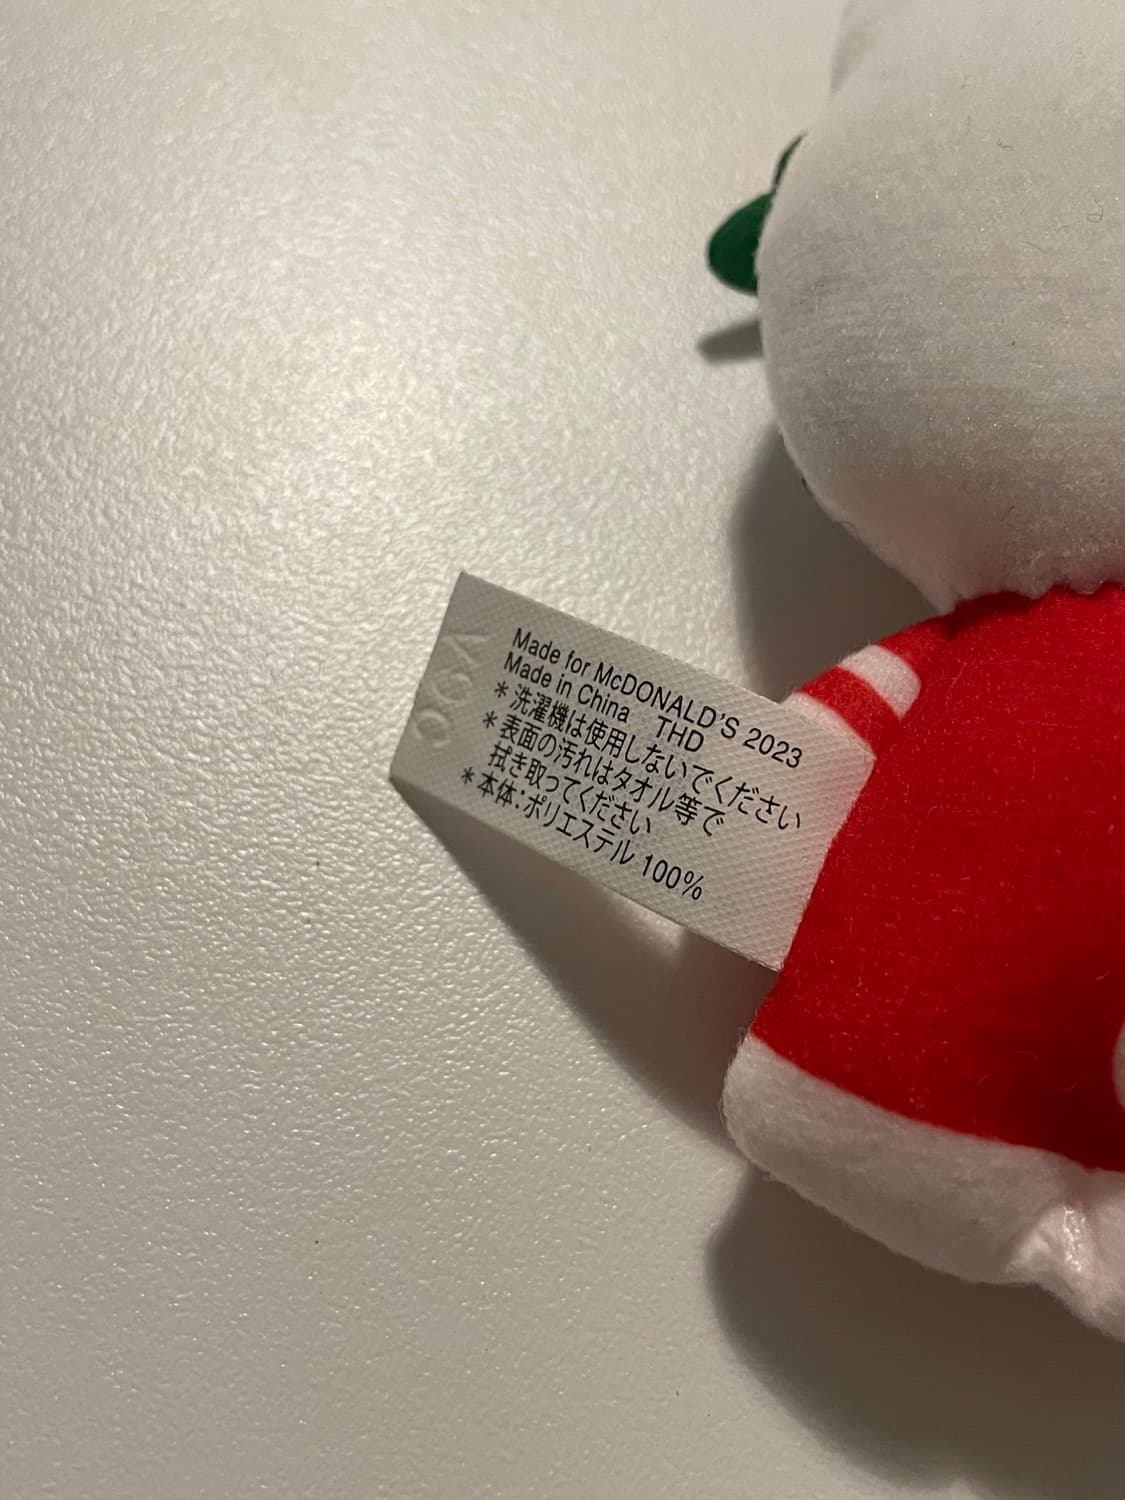 Made for McDONALD'S 2023
Made in China THD
＊洗濯機は使用しないでください
＊表面の汚れはタオル等で
拭き取ってください
＊本体:ポリエステル 100%